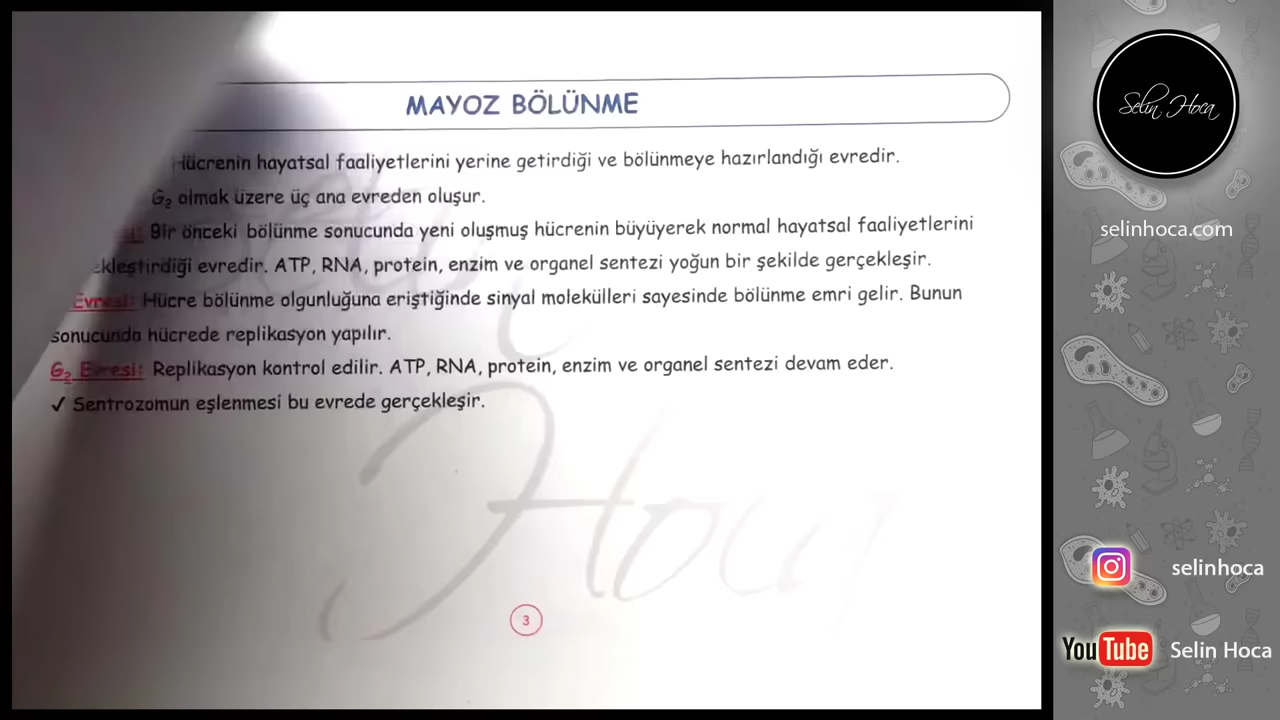 MAYOZ BÖLÜNME
Hücrenin hayatsal faaliyetlerini yerine getirdiği ve bölünmeye hazırlandığı evredir.
G₂ olmak üzere üç ana evreden oluşur.
Bir önceki bölünme sonucunda yeni oluşmuş hücrenin büyüyerek normal hayatsal faaliyetlerini
evredir. ATP, RNA, protein, enzim ve organel sentezi yoğun bir şekilde gerçekleşir.
Evresi: Hücre bölünme olgunluğuna eriştiğinde sinyal molekülleri sayesinde bölünme emri gelir. Bunun
sonucunda hücrede replikasyon yapılır.
G₂ Evresi: Replikasyon kontrol edilir. ATP, RNA, protein, enzim ve organel sentezi devam eder.
✓ Sentrozomun eşlenmesi bu evrede gerçekleşir.
Hoca
3
Selin Hoca
selinhoca.com
selinhoca
YouTube Selin Hoca